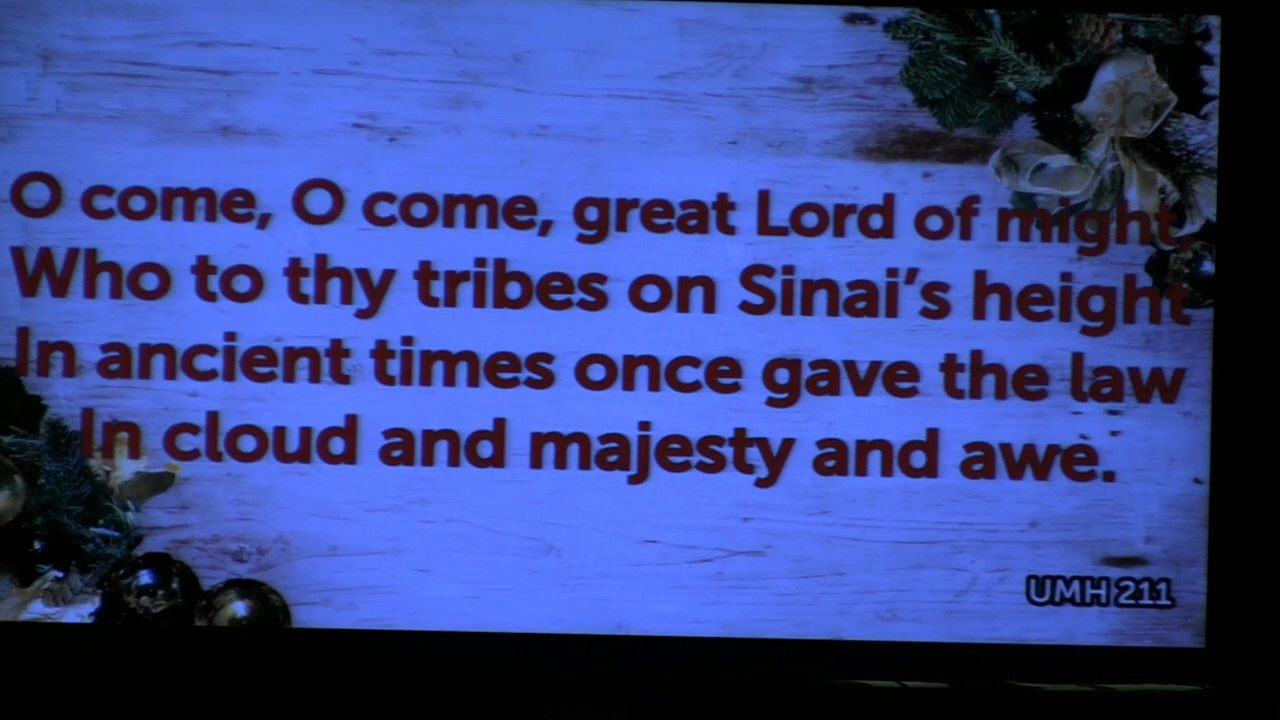 O come, O come, great Lord of might,
Who to thy tribes on Sinai's height
In ancient times once gave the law
In cloud and majesty and awe.
UMH 211